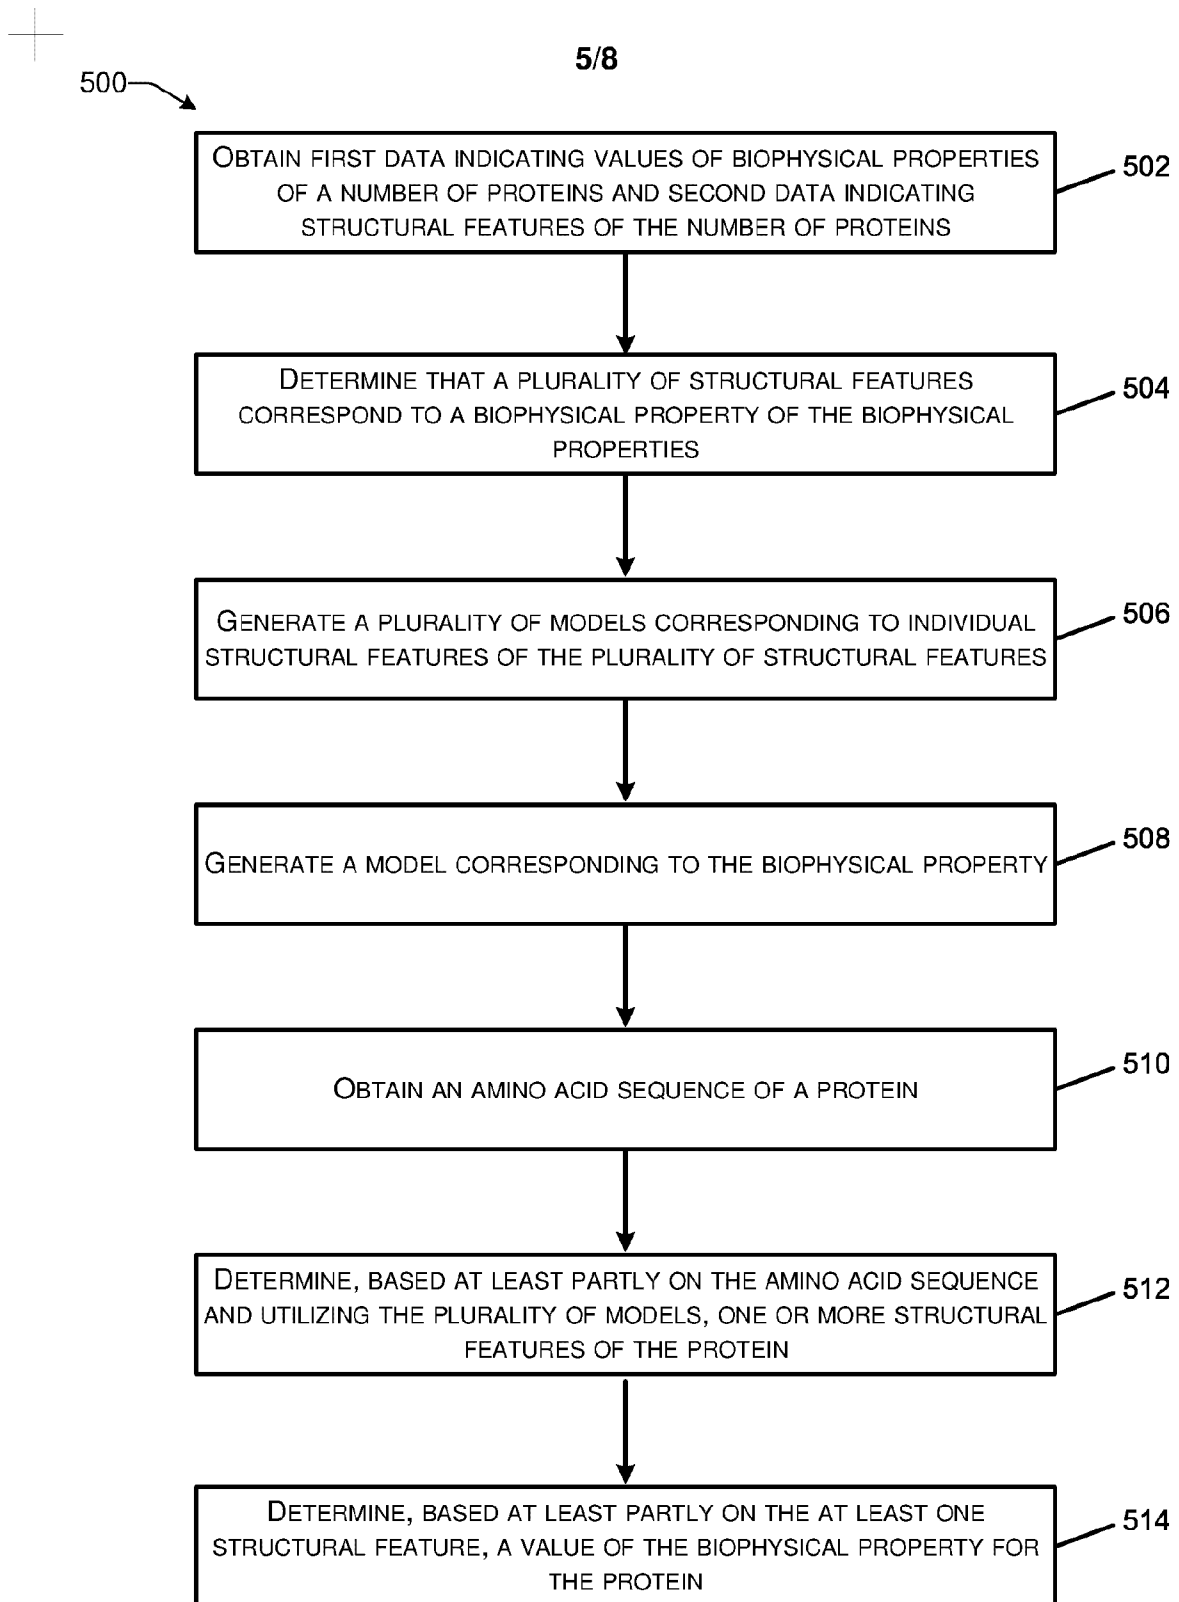 5/8
500
OBTAIN FIRST DATA INDICATING VALUES OF BIOPHYSICAL PROPERTIES
OF A NUMBER OF PROTEINS AND SECOND DATA INDICATING
STRUCTURAL FEATURES OF THE NUMBER OF PROTEINS
502
DETERMINE THAT A PLURALITY OF STRUCTURAL FEATURES
CORRESPOND TO A BIOPHYSICAL PROPERTY OF THE BIOPHYSICAL
PROPERTIES
504
GENERATE A PLURALITY OF MODELS CORRESPONDING TO INDIVIDUAL
STRUCTURAL FEATURES OF THE PLURALITY OF STRUCTURAL FEATURES
506
GENERATE A MODEL CORRESPONDING TO THE BIOPHYSICAL PROPERTY
508
OBTAIN AN AMINO ACID SEQUENCE OF A PROTEIN
510
DETERMINE, BASED AT LEAST PARTLY ON THE AMINO ACID SEQUENCE
AND UTILIZING THE PLURALITY OF MODELS, ONE OR MORE STRUCTURAL
FEATURES OF THE PROTEIN
512
DETERMINE, BASED AT LEAST PARTLY ON THE AT LEAST ONE
STRUCTURAL FEATURE, A VALUE OF THE BIOPHYSICAL PROPERTY FOR
THE PROTEIN
514